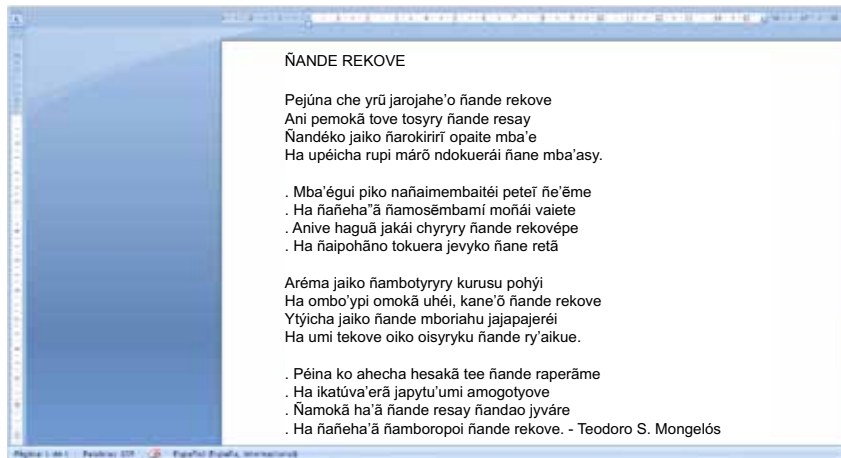 ÑANDE REKOVE
Pejúna che yrũ jarojahe’o ñande rekove
Ani pemokã tove tosyry ñande resay
Ñandéko jaiko ñarokirirĩ opaite mba’e
Ha upéicha rupi márõ ndokuerái ñane mba’asy.
. Mba’égui piko nañaimembaitéi peteĩ ñe’ẽme
. Ha ñañeha”ã ñamosẽmbamí moñái vaiete
. Anive haguã jakái chyryry ñande rekovépe
. Ha ñaipohãno tokuera jevyko ñane retã
Aréma jaiko ñambotyryry kurusu pohýi
Ha ombo’ypi omokã uhéi, kane’õ ñande rekove
Ytýicha jaiko ñande mboriahu jajapajeréi
Ha umi tekove oiko oisyryku ñande ry’aikue.
. Péina ko ahecha hesakã tee ñande raperãme
. Ha ikatúva’erã japytu’umi amogotyove
. Ñamokã ha’ã ñande resay ñandao jyváre
. Ha ñañeha’ã ñamboropoi ñande rekove. - Teodoro S. Mongelós
Español (España, internacional)